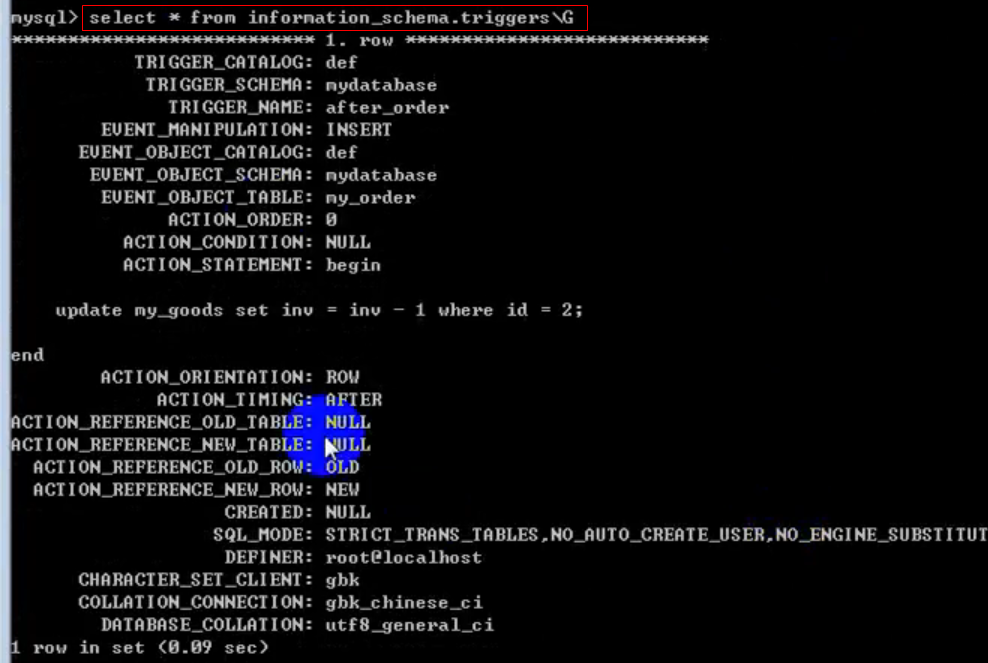 mysql> select * from information_schema.triggers\G
*************************** 1. row ***************************
TRIGGER_CATALOG: def
TRIGGER_SCHEMA: mydatabase
TRIGGER_NAME: after_order
EVENT_MANIPULATION: INSERT
EVENT_OBJECT_CATALOG: def
EVENT_OBJECT_SCHEMA: mydatabase
EVENT_OBJECT_TABLE: my_order
ACTION_ORDER: 0
ACTION_CONDITION: NULL
ACTION_STATEMENT: begin
update my_goods set inv = inv - 1 where id = 2;
end
ACTION_ORIENTATION: ROW
ACTION_TIMING: AFTER
ACTION_REFERENCE_OLD_TABLE: NULL
ACTION_REFERENCE_NEW_TABLE: NULL
ACTION_REFERENCE_OLD_ROW: OLD
ACTION_REFERENCE_NEW_ROW: NEW
CREATED: NULL
SQL_MODE: STRICT_TRANS_TABLES,NO_AUTO_CREATE_USER,NO_ENGINE_SUBSTITUT
DEFINER: root@localhost
CHARACTER_SET_CLIENT: gbk
COLLATION_CONNECTION: gbk_chinese_ci
DATABASE_COLLATION: utf8_general_ci
1 row in set (0.09 sec)